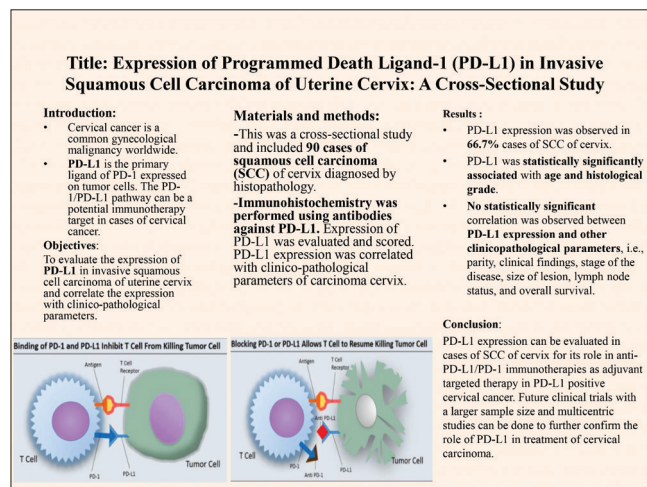 Title: Expression of Programmed Death Ligand-1 (PD-L1) in Invasive
Squamous Cell Carcinoma of Uterine Cervix: A Cross-Sectional Study
Introduction:
• Cervical cancer is a
common gynecological
malignancy worldwide.
• PD-L1 is the primary
ligand of PD-1 expressed
on tumor cells. The PD-
1/PD-L1 pathway can be a
potential immunotherapy
target in cases of cervical
cancer.
Objectives:
To evaluate the expression of
PD-L1 in invasive squamous
cell carcinoma of uterine cervix
and correlate the expression
with clinico-pathological
parameters.
Materials and methods:
-This was a cross-sectional study
and included 90 cases of
squamous cell carcinoma
(SCC) of cervix diagnosed by
histopathology.
-Immunohistochemistry was
performed using antibodies
against PD-L1. Expression of
PD-L1 was evaluated and scored.
PD-L1 expression was correlated
with clinico-pathological
parameters of carcinoma cervix.
Results :
• PD-L1 expression was observed in
66.7% cases of SCC of cervix.
• PD-L1 was statistically significantly
associated with age and histological
grade.
• No statistically significant
correlation was observed between
PD-L1 expression and other
clinicopathological parameters, i.e.,
parity, clinical findings, stage of the
disease, size of lesion, lymph node
status, and overall survival.
Conclusion:
PD-L1 expression can be evaluated in
cases of SCC of cervix for its role in anti-
PD-L1/PD-1 immunotherapies as adjuvant
targeted therapy in PD-L1 positive
cervical cancer. Future clinical trials with
a larger sample size and multicentric
studies can be done to further confirm the
role of PD-L1 in treatment of cervical
carcinoma.
Binding of PD-1 and PD-L1 Inhibit T Cell From Killing Tumor Cell
Antigen
T Cell
Receptor
T Cell
PD-1
PD-L1
Tumor Cell
Blocking PD-1 or PD-L1 Allows T Cell to Resume Killing Tumor Cell
Antigen
T Cell
Receptor
Anti PD-L1
T Cell
PD-1
Anti PD-1
PD-L1
Tumor Cell